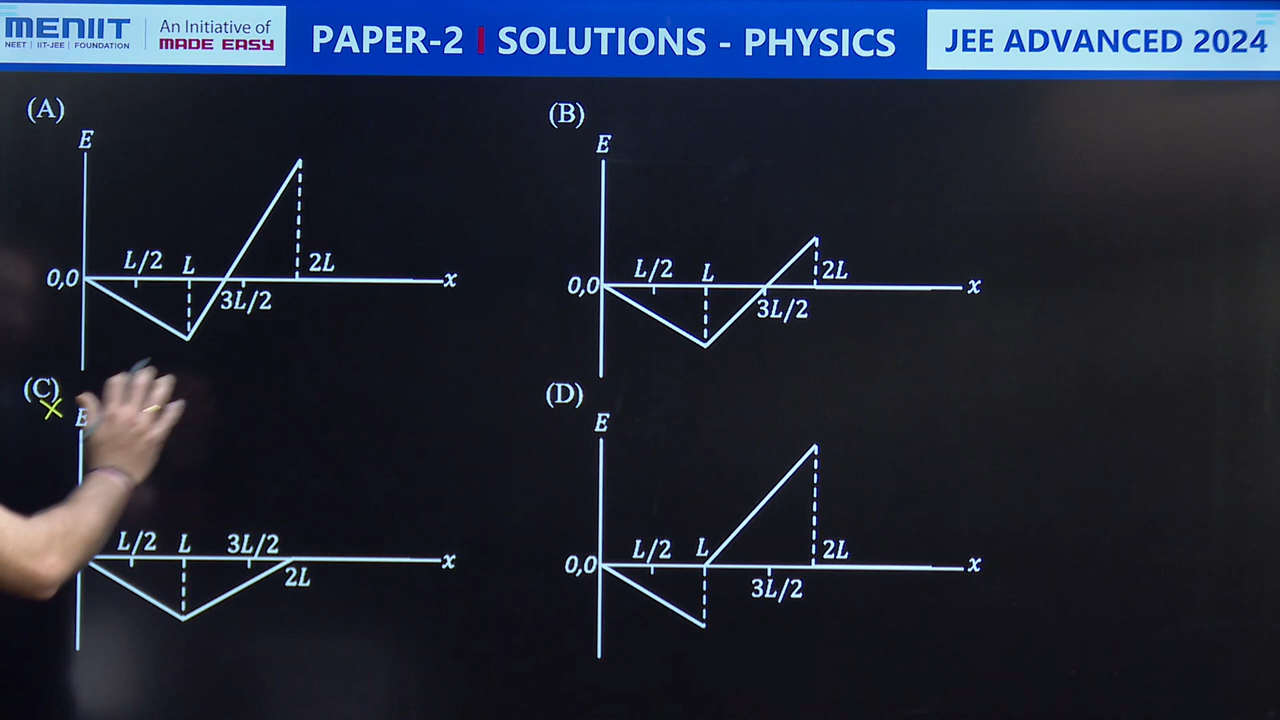 MENIIT
NEET | IIT-JEE | FOUNDATION
An Initiative of
MADE EASY
PAPER-2 | SOLUTIONS - PHYSICS
JEE ADVANCED 2024
(A)
E
L/2 L 2L
0,0 x
3L/2
(B)
E
L/2 L 2L
0,0 x
3L/2
(C)
E
L/2 L 3L/2
x
2L
(D)
E
L/2 L 2L
0,0 x
3L/2